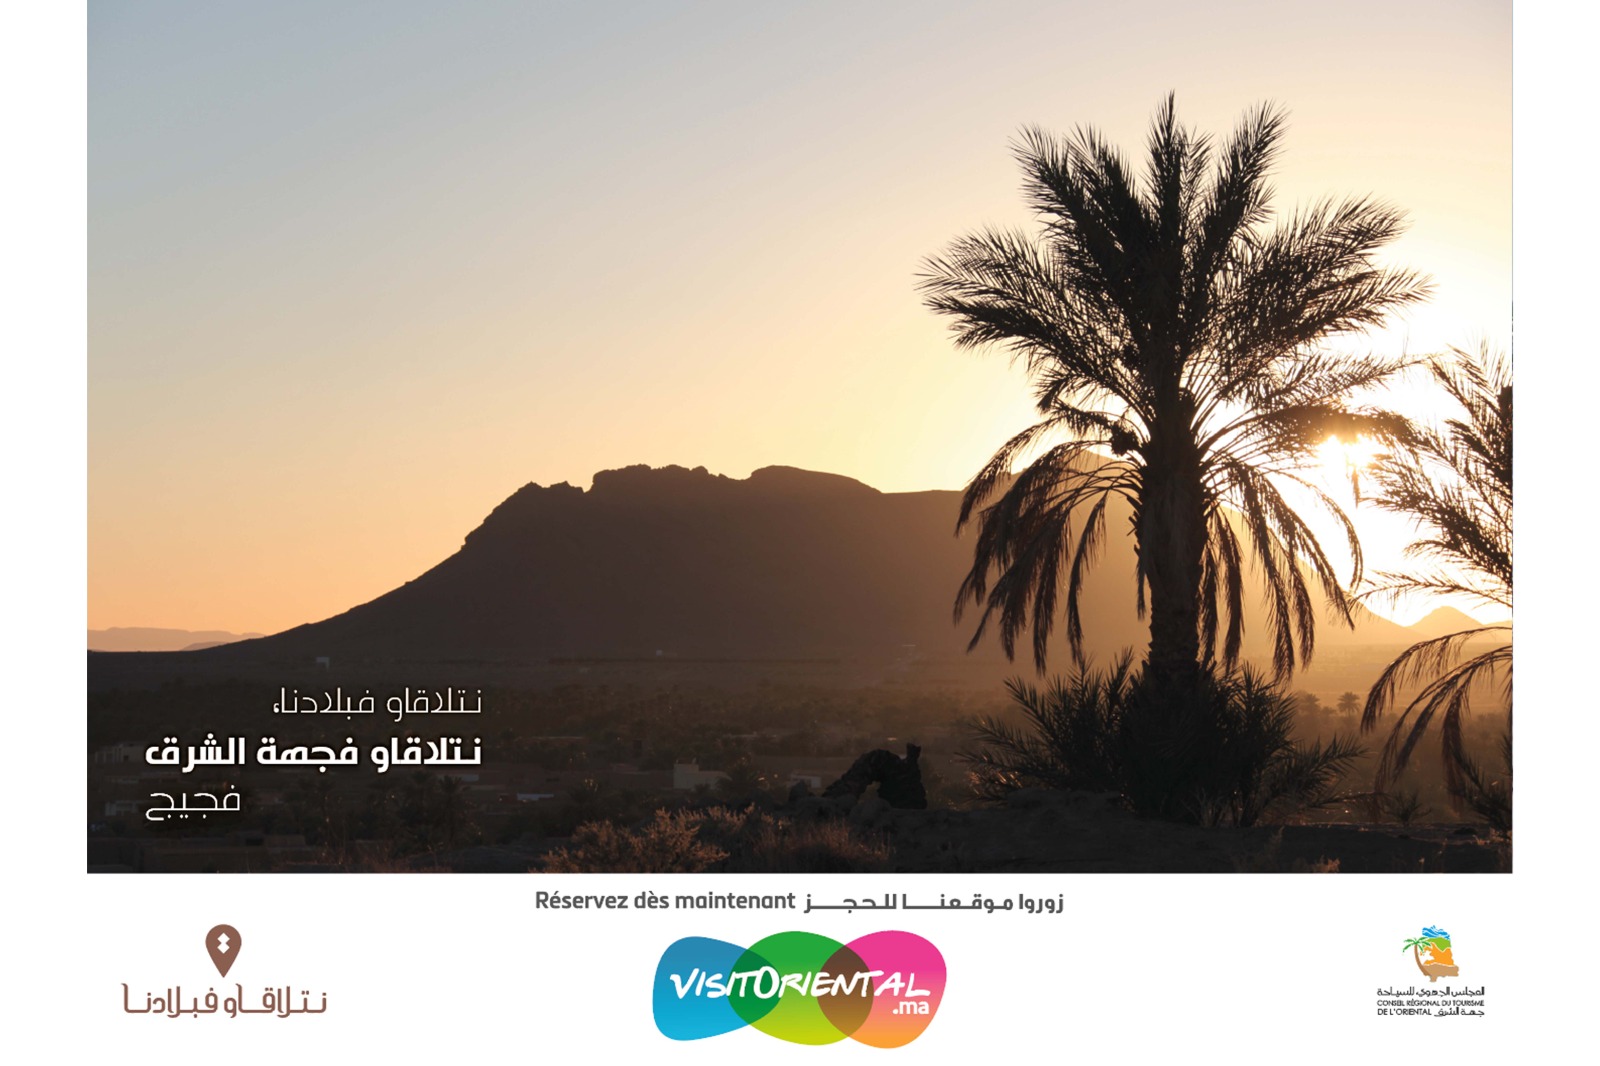 نتلاقاو فبلادنا،
نتلاقاو فجهة الشرق
فجيج
Réservez dès maintenant زوروا موقعنا للحجز
نتلاقاو فبلادنا
VISITORIENTAL
.ma
المجلس الجهوي للسياحة
CONSEIL RÉGIONAL DU TOURISME
DE L'ORIENTAL جهة الشرق